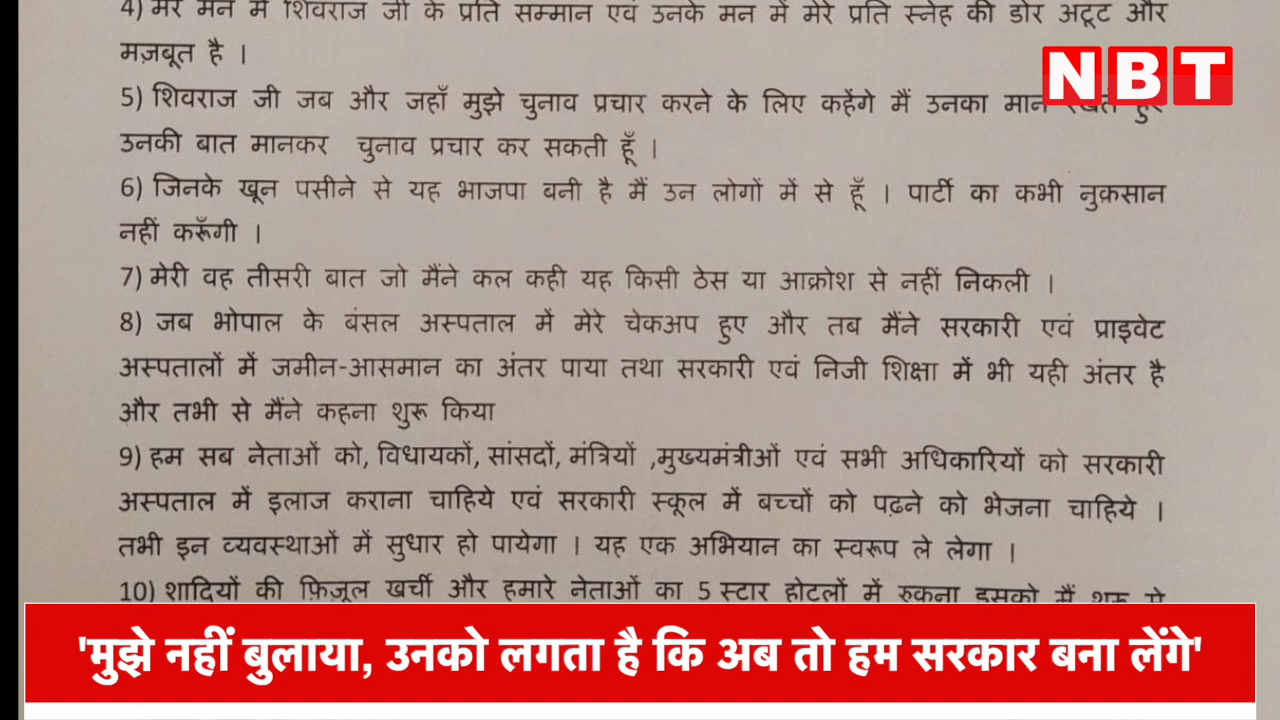 4) मेरे मन में शिवराज जी के प्रति सम्मान एवं उनके मन में मेरे प्रति स्नेह की डोर अटूट और
मज़बूत है ।
NBT
5) शिवराज जी जब और जहाँ मुझे चुनाव प्रचार करने के लिए कहेंगे मैं उनका मान रखते हुए
उनकी बात मानकर चुनाव प्रचार कर सकती हूँ ।
6) जिनके खून पसीने से यह भाजपा बनी है मैं उन लोगों में से हूँ । पार्टी का कभी नुक़सान
नहीं करूँगी ।
7) मेरी वह तीसरी बात जो मैंने कल कही यह किसी ठेस या आक्रोश से नहीं निकली ।
8) जब भोपाल के बंसल अस्पताल में मेरे चेकअप हुए और तब मैंने सरकारी एवं प्राइवेट
अस्पतालों में जमीन-आसमान का अंतर पाया तथा सरकारी एवं निजी शिक्षा में भी यही अंतर है
और तभी से मैंने कहना शुरू किया
9) हम सब नेताओं को, विधायकों, सांसदों, मंत्रियों ,मुख्यमंत्रीओं एवं सभी अधिकारियों को सरकारी
अस्पताल में इलाज कराना चाहिये एवं सरकारी स्कूल में बच्चों को पढ़ने को भेजना चाहिये ।
तभी इन व्यवस्थाओं में सुधार हो पायेगा । यह एक अभियान का स्वरूप ले लेगा ।
10) शादियों की फ़िज़ूल खर्ची और हमारे नेताओं का 5 स्टार होटलों में रुकना इसको मैं शुरू से
'मुझे नहीं बुलाया, उनको लगता है कि अब तो हम सरकार बना लेंगे'